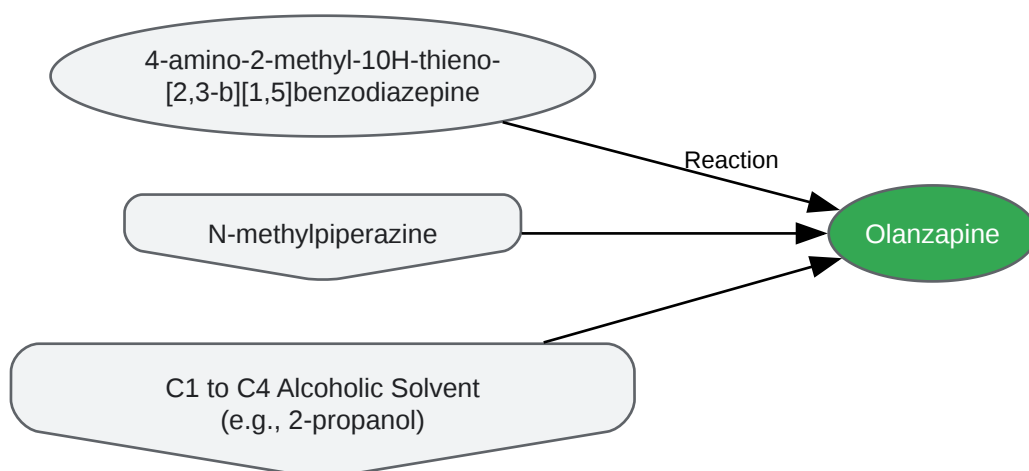 4-amino-2-methyl-10H-thieno-
[2,3-b][1,5]benzodiazepine
Reaction
N-methylpiperazine
Olanzapine
C1 to C4 Alcoholic Solvent
(e.g., 2-propanol)